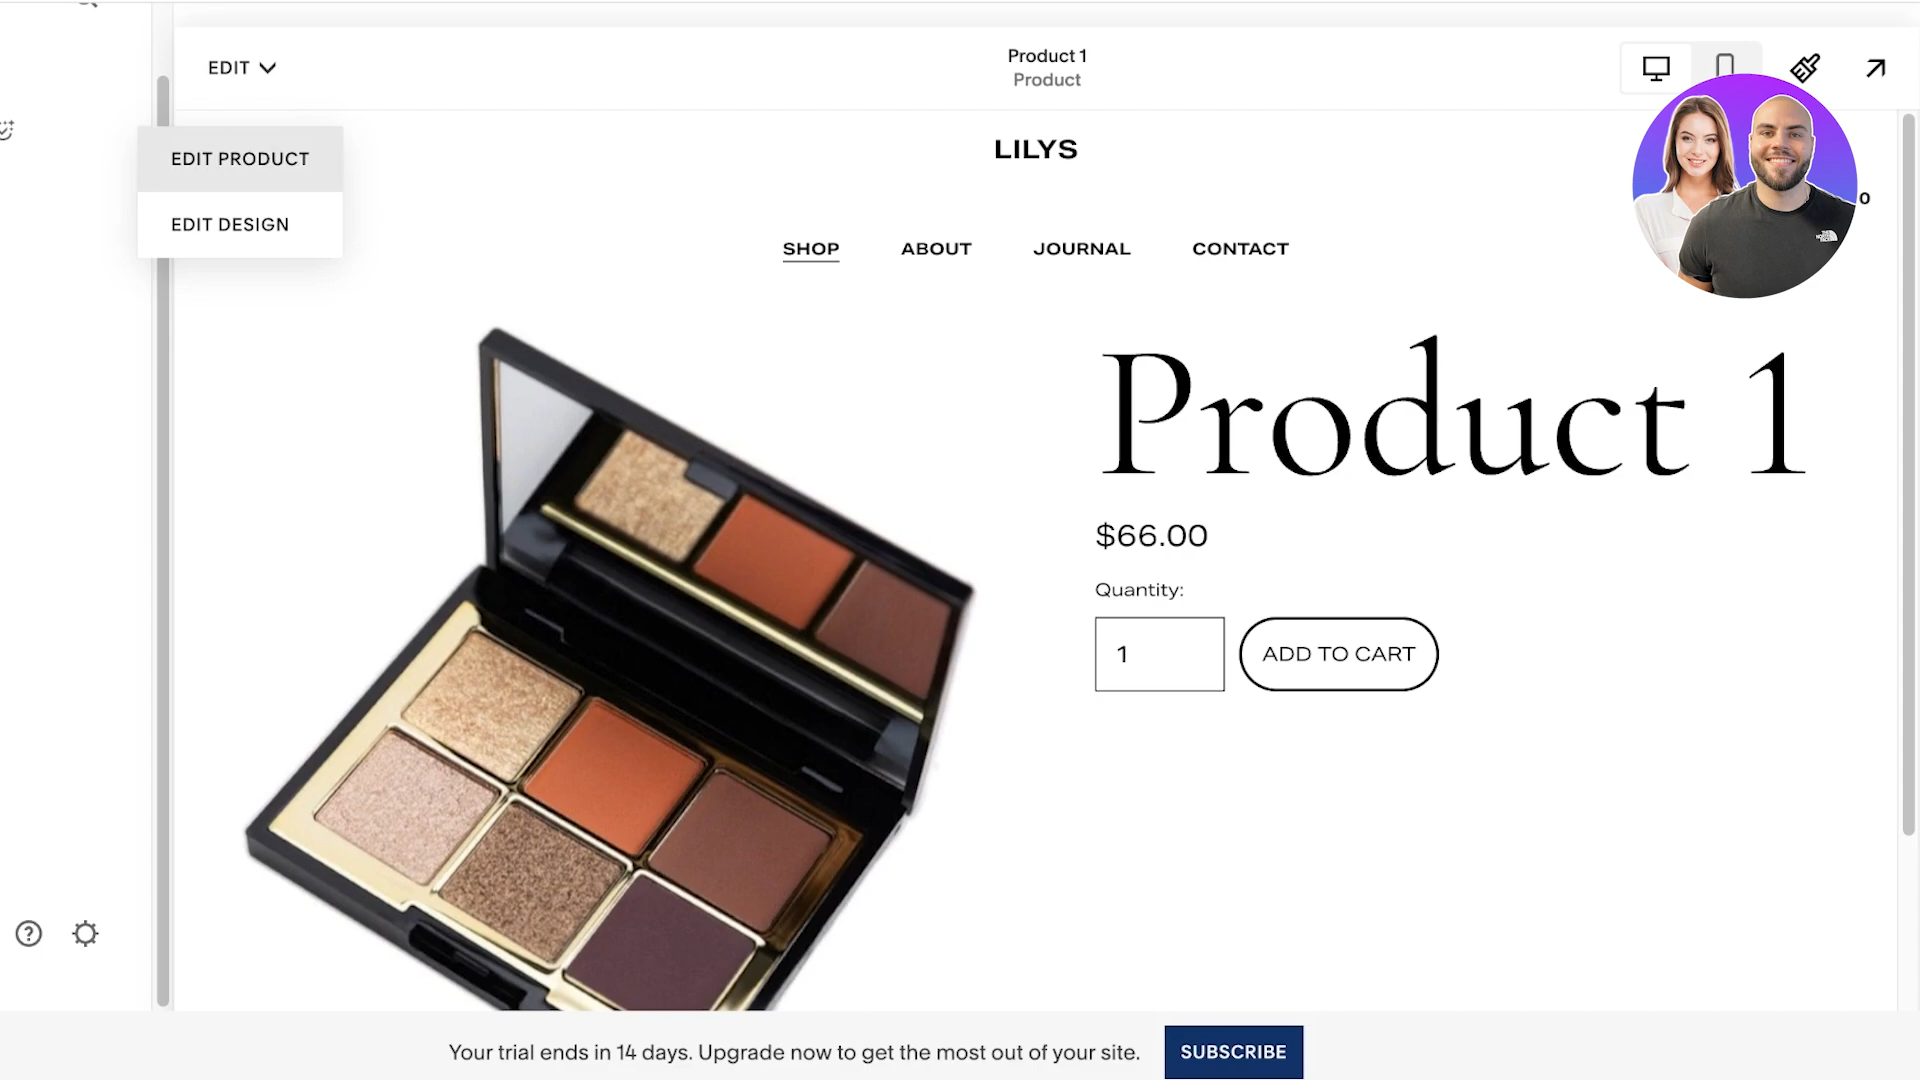 EDIT
Product 1
Product
EDIT PRODUCT
EDIT DESIGN
LILYS
0
SHOP ABOUT JOURNAL CONTACT
Product 1
$66.00
Quantity:
1
ADD TO CART
Your trial ends in 14 days. Upgrade now to get the most out of your site.
SUBSCRIBE